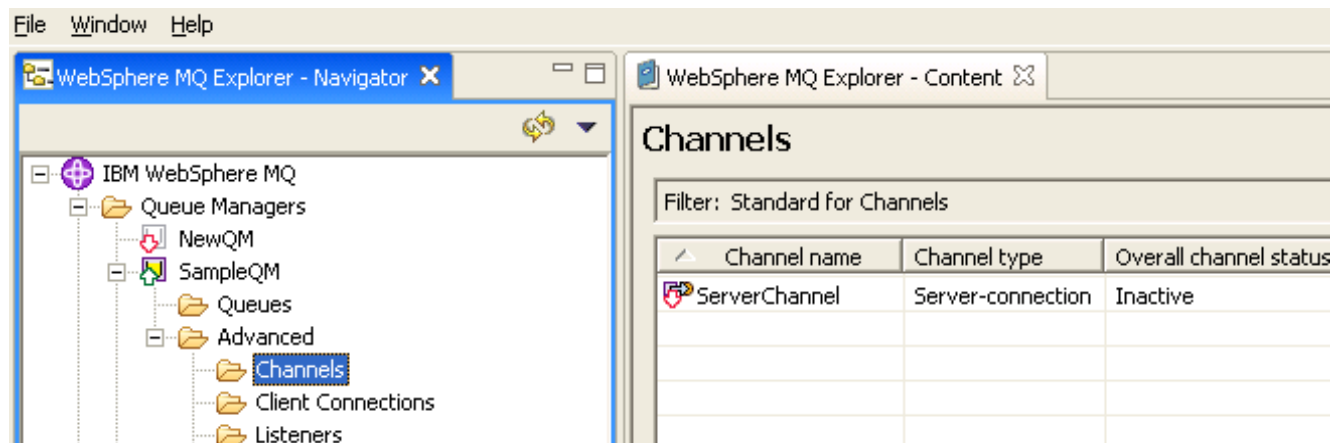 File Window Help
WebSphere MQ Explorer - Navigator
IBM WebSphere MQ
Queue Managers
NewQM
SampleQM
Queues
Advanced
Channels
Client Connections
Listeners
WebSphere MQ Explorer - Content
Channels
Filter: Standard for Channels
Channel name Channel type Overall channel status
ServerChannel Server-connection Inactive